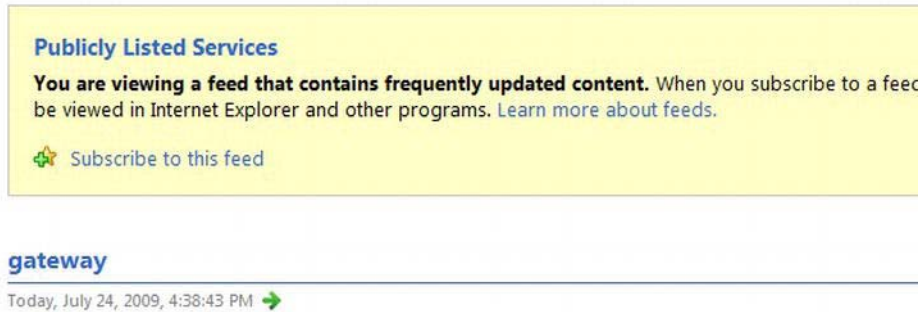 Publicly Listed Services
You are viewing a feed that contains frequently updated content. When you subscribe to a feed
be viewed in Internet Explorer and other programs. Learn more about feeds.
Subscribe to this feed
gateway
Today, July 24, 2009, 4:38:43 PM